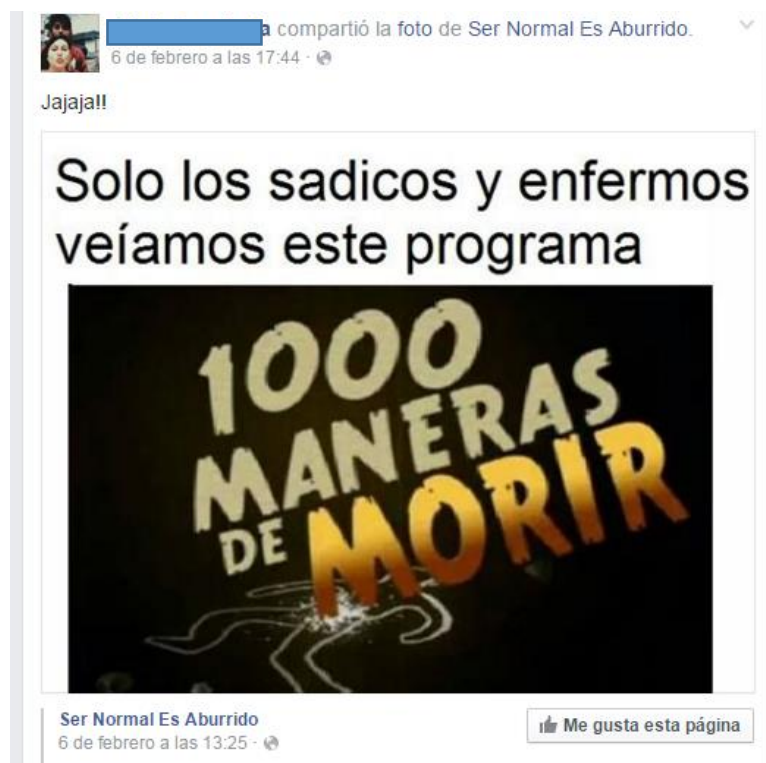 a compartió la foto de Ser Normal Es Aburrido.
6 de febrero a las 17:44 ·
Jajaja!!
Solo los sadicos y enfermos
veíamos este programa
1000
MANERAS
DE MORIR
Ser Normal Es Aburrido
6 de febrero a las 13:25 ·
Me gusta esta página